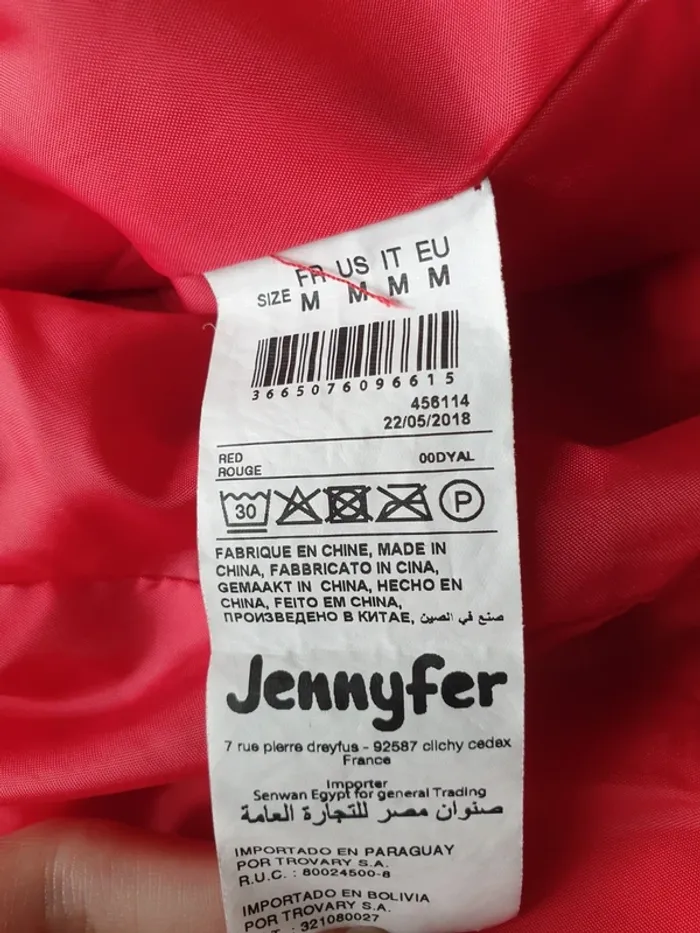 FR US IT EU
SIZE M M M M
3665076096615
456114
22/05/2018
RED
ROUGE 00DYAL
30 P
FABRIQUE EN CHINE, MADE IN
CHINA, FABBRICATO IN CINA,
GEMAAKT IN CHINA, HECHO EN
CHINA, FEITO EM CHINA,
ПРОИЗВЕДЕНО В КИТАЕ, صنع في الصين
Jennyfer
7 rue pierre dreyfus - 92587 clichy cedex
France
Importer
Senwan Egypt for general Trading
صنوان مصر للتجارة العامة
IMPORTADO EN PARAGUAY
POR TROVARY S.A.
R.U.C. : 80024500-8
IMPORTADO EN BOLIVIA
POR TROVARY S.A.
321080027